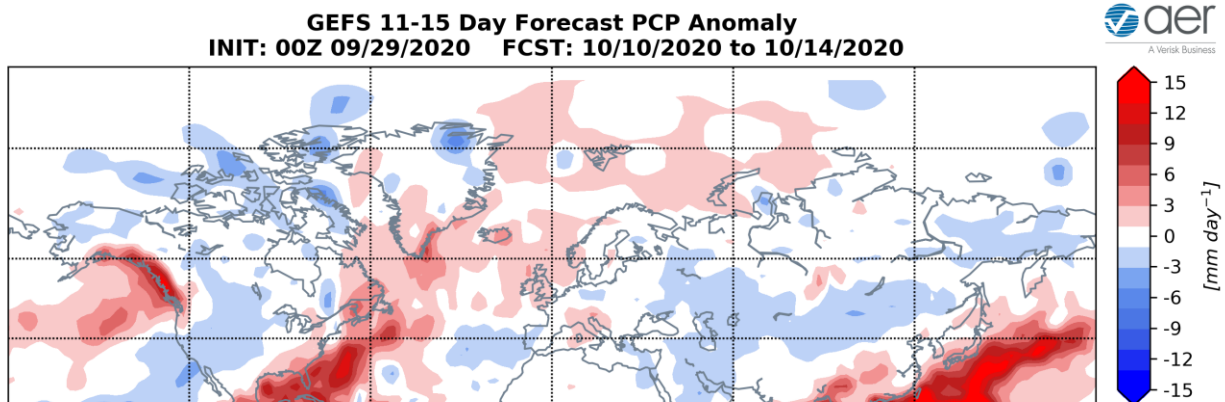 GEFS 11-15 Day Forecast PCP Anomaly
INIT: 00Z 09/29/2020 FCST: 10/10/2020 to 10/14/2020
aer
A Verisk Business
15
12
9
6
3
0
-3
-6
-9
-12
-15
[mm day⁻¹]